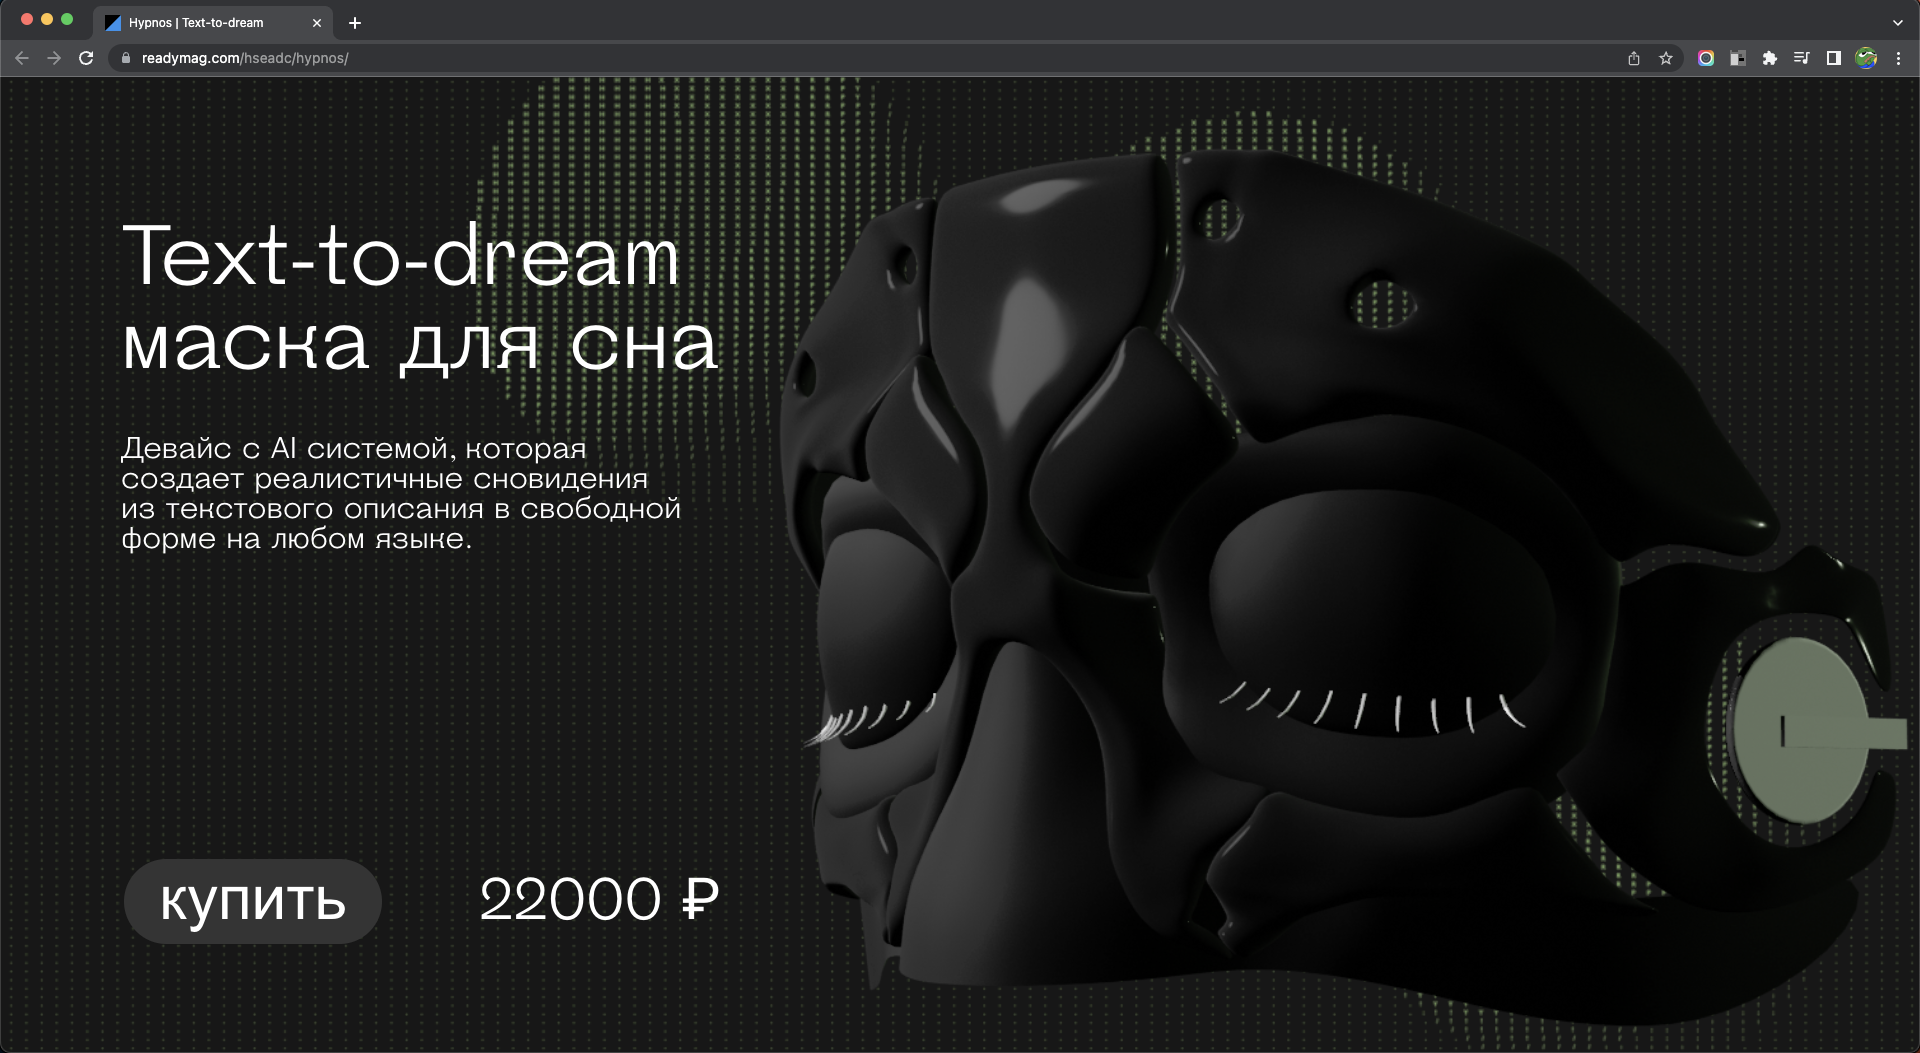 Hypnos | Text-to-dream
readymag.com/hseadc/hypnos/
Text-to-dream
маска для сна
Девайс с AI системой, которая
создает реалистичные сновидения
из текстового описания в свободной
форме на любом языке.
купить
22000 ₽